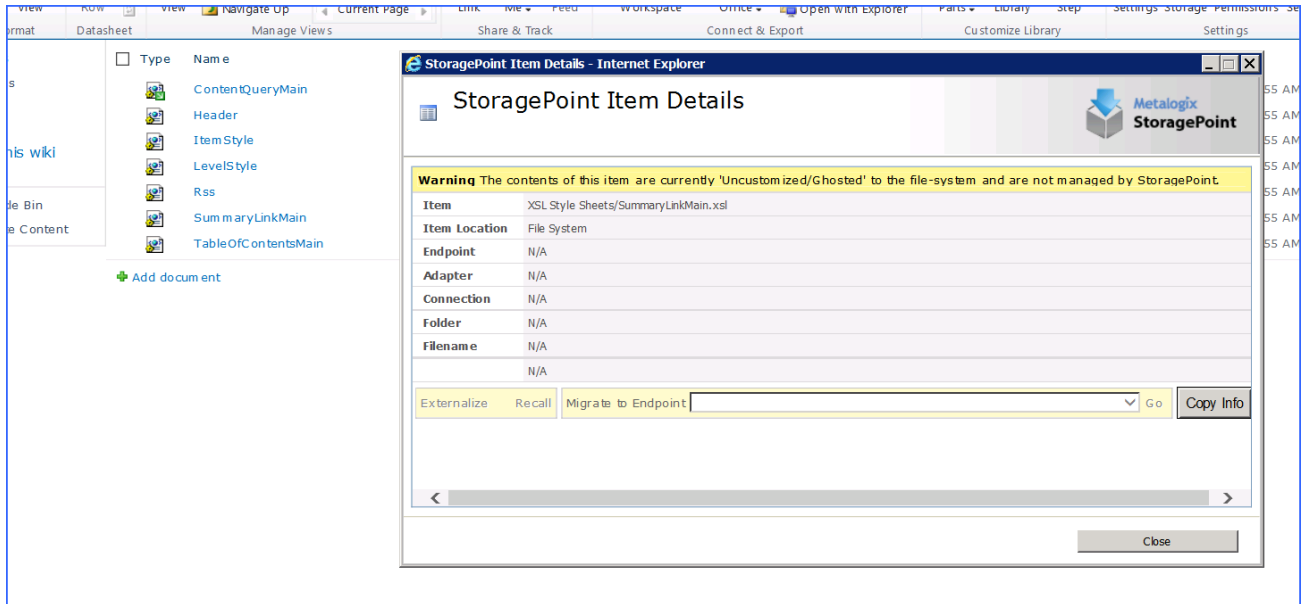 View Row View Navigate Up Current Page Link Me Feed Workspace Office Open with Explorer Parts Library Step Settings Storage Permissions Se
ormat Datasheet Manage Views Share & Track Connect & Export Customize Library Settings
Type Name
s
ContentQueryMain
Header
ItemStyle
LevelStyle
Rss
SummaryLinkMain
TableOfContentsMain
Add document
his wiki
le Bin
e Content
55 AM
55 AM
55 AM
55 AM
55 AM
55 AM
55 AM
StoragePoint Item Details - Internet Explorer
StoragePoint Item Details
Metalogix
StoragePoint
Warning The contents of this item are currently 'Uncustomized/Ghosted' to the file-system and are not managed by StoragePoint.
Item XSL Style Sheets/SummaryLinkMain.xsl
Item Location File System
Endpoint N/A
Adapter N/A
Connection N/A
Folder N/A
Filename N/A
N/A
Externalize Recall Migrate to Endpoint Go Copy Info
Close